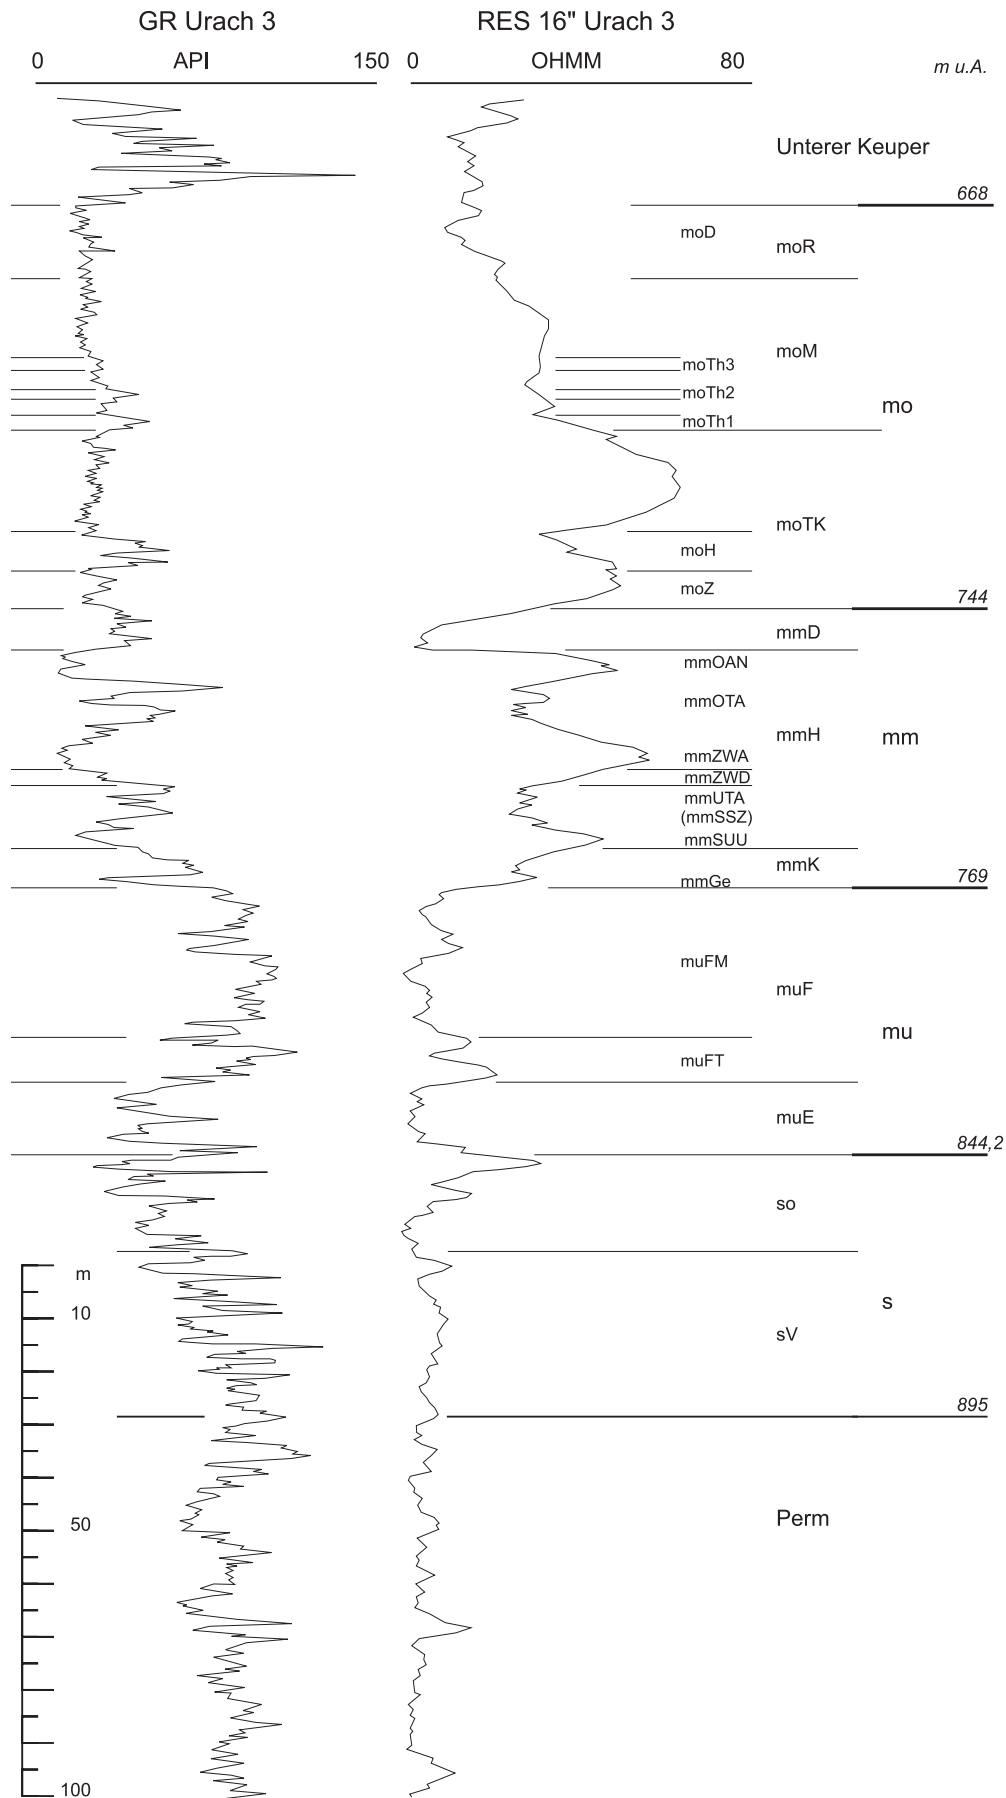 GR Urach 3 RES 16" Urach 3
0 API 150 0 OHMM 80 m u.A.
Unterer Keuper
668
moD
moR
moM
moTh3
moTh2
mo
moTh1
moTK
moH
moZ
744
mmD
mmOAN
mmOTA
mmH mm
mmZWA
mmZWD
mmUTA
(mmSSZ)
mmSUU
mmK
769
mmGe
muFM
muF
mu
muFT
muE
844,2
so
m
s
10
sV
895
Perm
50
100